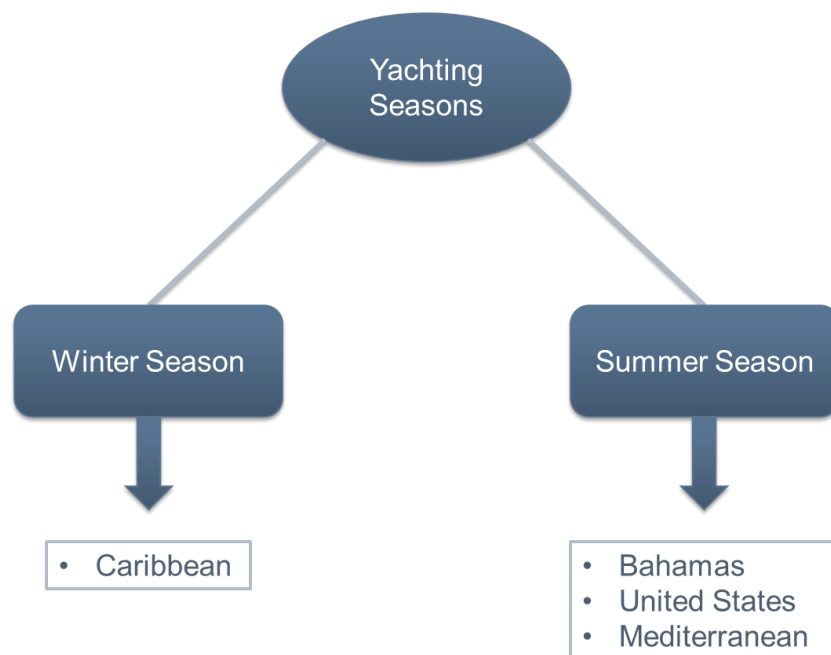 Yachting
Seasons
Winter Season
Summer Season
• Caribbean
• Bahamas
• United States
• Mediterranean